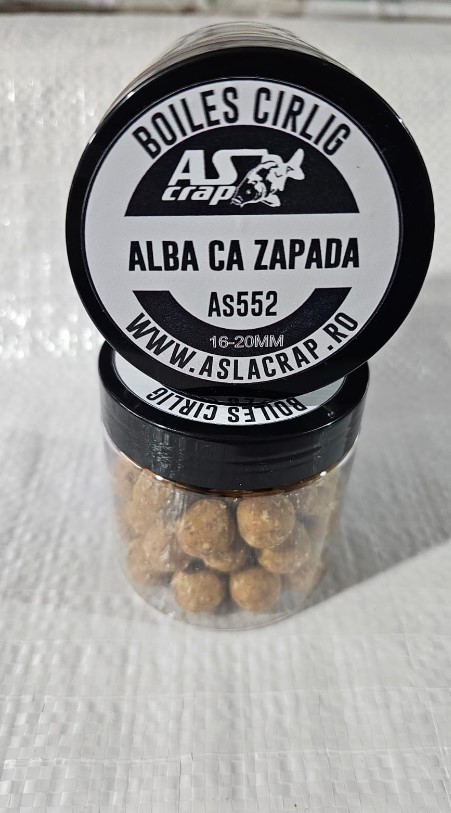 BOILES CIRLIG
AS
crap
ALBA CA ZAPADA
As552
16-20MM
WWW.ASLACRAP.RO
BOILES CIRLIG